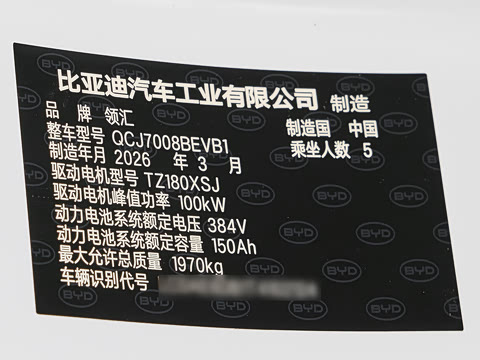 比亚迪汽车工业有限公司 制造
品 牌 领汇
制造国 中国
整车型号 QCJ7008BEVB1
乘坐人数 5
制造年月 2026 年 3 月
驱动电机型号 TZ180XSJ
驱动电机峰值功率 100kW
动力电池系统额定电压 384V
动力电池系统额定容量 150Ah
最大允许总质量 1970kg
车辆识别代号